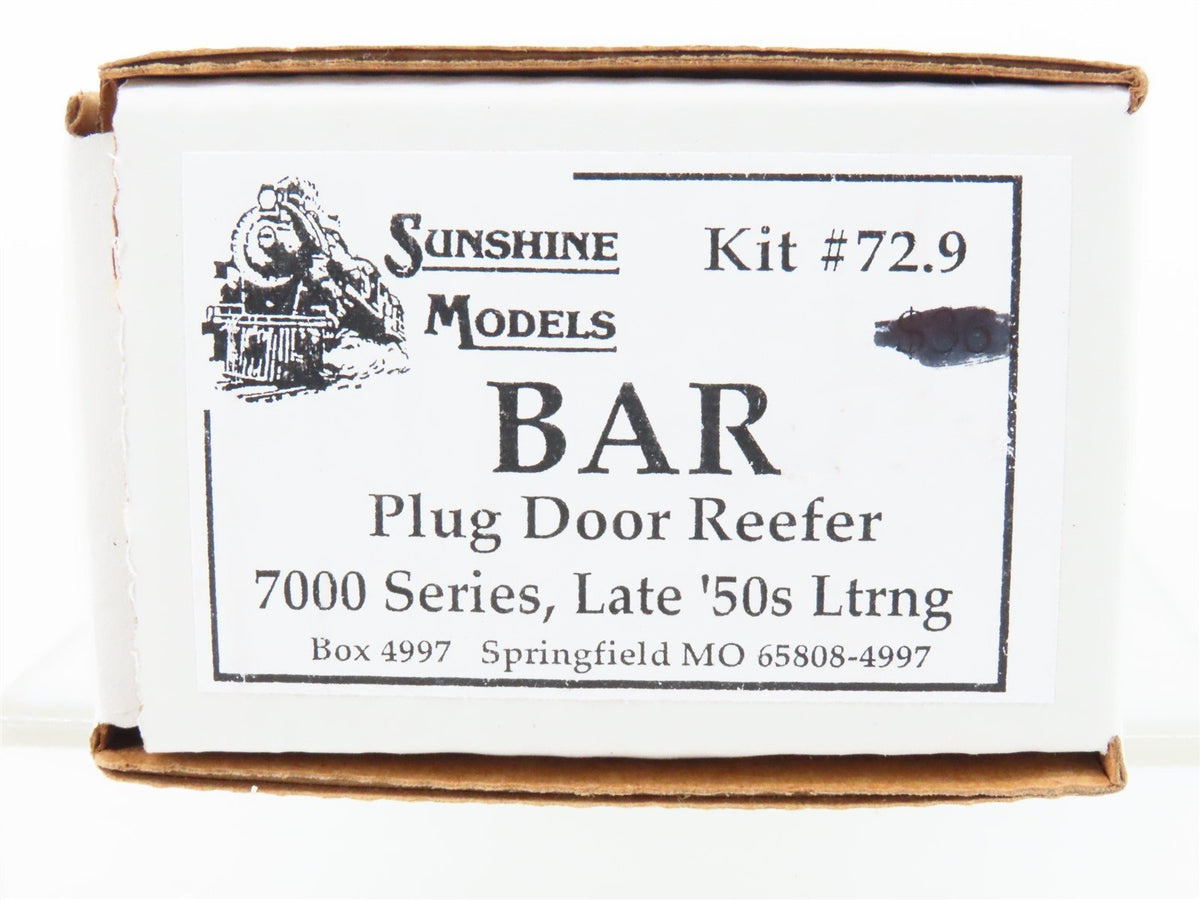 SUNSHINE
MODELS
Kit #72.9
BAR
Plug Door Reefer
7000 Series, Late '50s Ltrng
Box 4997 Springfield MO 65808-4997